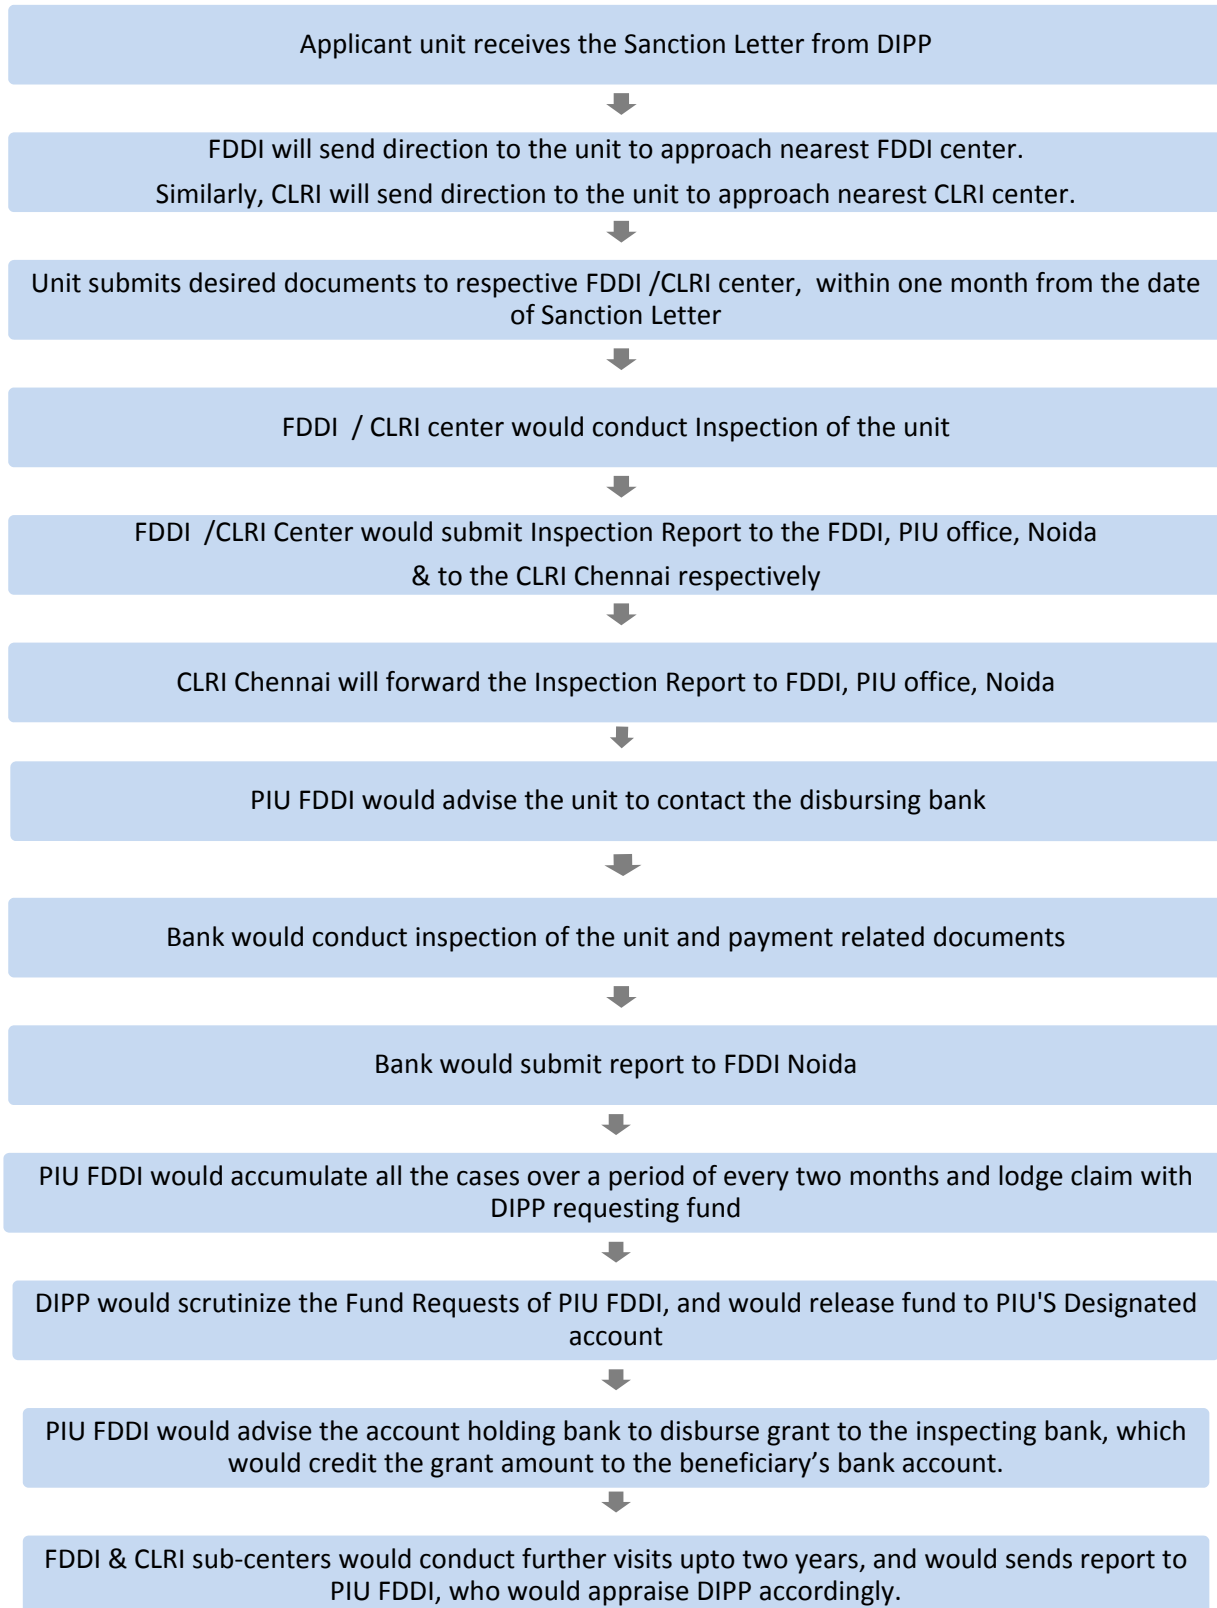 Applicant unit receives the Sanction Letter from DIPP
FDDI will send direction to the unit to approach nearest FDDI center.
Similarly, CLRI will send direction to the unit to approach nearest CLRI center.
Unit submits desired documents to respective FDDI /CLRI center,  within one month from the date
of Sanction Letter
FDDI  / CLRI center would conduct Inspection of the unit
FDDI  /CLRI Center would submit Inspection Report to the FDDI, PIU office, Noida
& to the CLRI Chennai respectively
CLRI Chennai will forward the Inspection Report to FDDI, PIU office, Noida
PIU FDDI would advise the unit to contact the disbursing bank
Bank would conduct inspection of the unit and payment related documents
Bank would submit report to FDDI Noida
PIU FDDI would accumulate all the cases over a period of every two months and lodge claim with
DIPP requesting fund
DIPP would scrutinize the Fund Requests of PIU FDDI, and would release fund to PIU'S Designated
account
PIU FDDI would advise the account holding bank to disburse grant to the inspecting bank, which
would credit the grant amount to the beneficiary’s bank account.
FDDI & CLRI sub-centers would conduct further visits upto two years, and would sends report to
PIU FDDI, who would appraise DIPP accordingly.